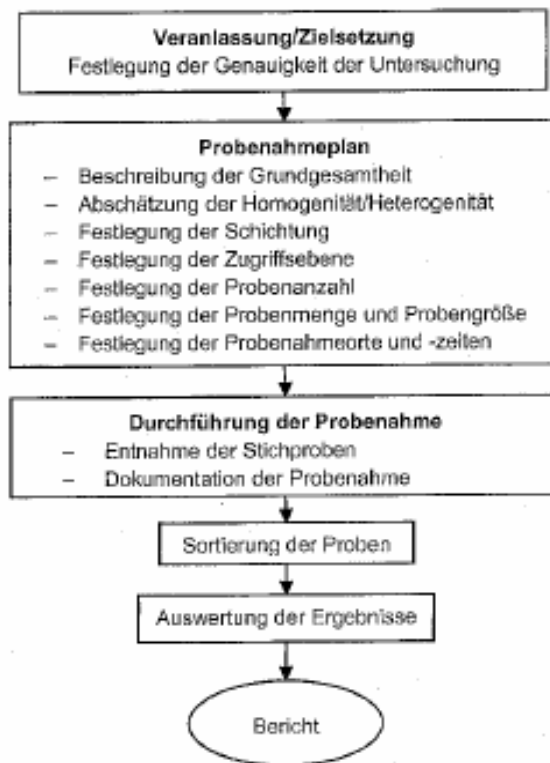 Veranlassung/Zielsetzung
Festlegung der Genauigkeit der Untersuchung
Probenahmeplan
– Beschreibung der Grundgesamtheit
– Abschätzung der Homogenität/Heterogenität
– Festlegung der Schichtung
– Festlegung der Zugriffsebene
– Festlegung der Probenanzahl
– Festlegung der Probenmenge und Probengröße
– Festlegung der Probenahmeorte und -zeiten
Durchführung der Probenahme
– Entnahme der Stichproben
– Dokumentation der Probenahme
Sortierung der Proben
Auswertung der Ergebnisse
Bericht